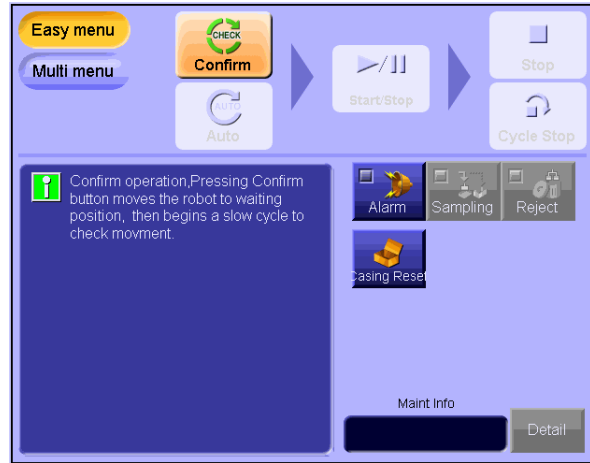 Easy menu
Multi menu
CHECK
Confirm
AUTO
Auto
Start/Stop
Stop
Cycle Stop
Confirm operation,Pressing Confirm
button moves the robot to waiting
position, then begins a slow cycle to
check movment.
Alarm
Sampling
Reject
Casing Reset
Maint Info
Detail